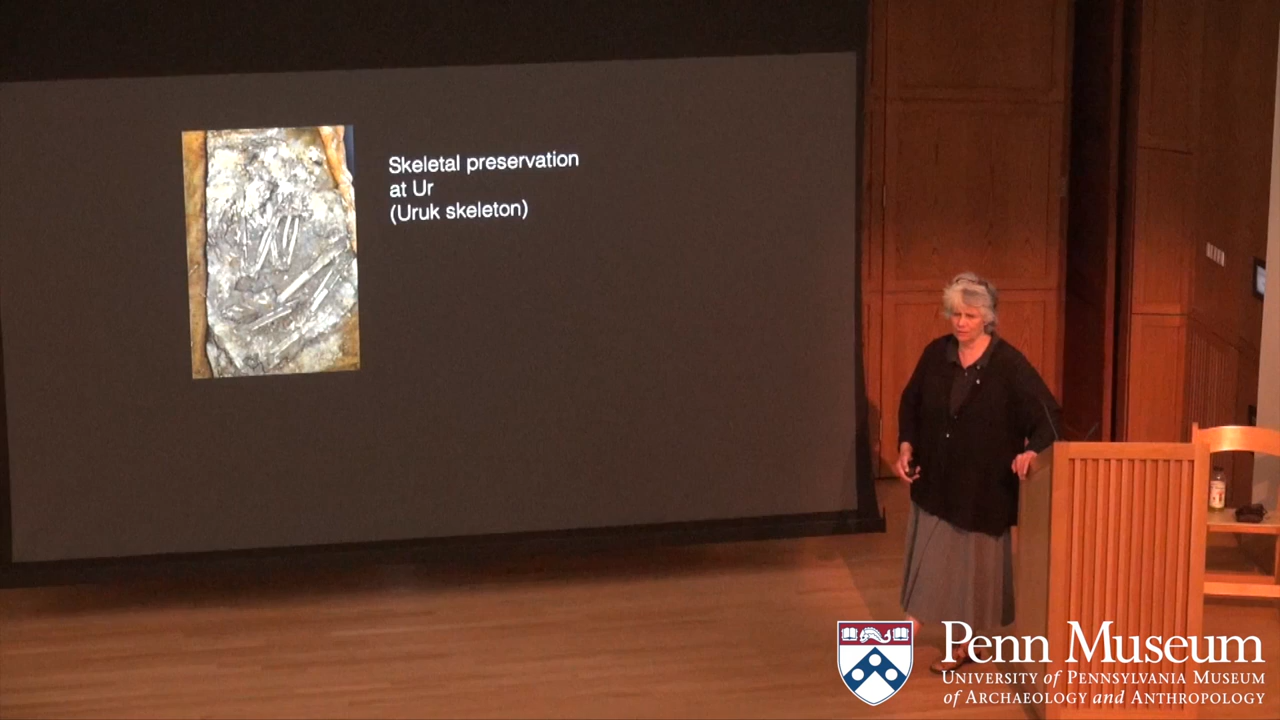 Skeletal preservation
at Ur
(Uruk skeleton)
Penn Museum
UNIVERSITY of PENNSYLVANIA MUSEUM
of ARCHAEOLOGY and ANTHROPOLOGY